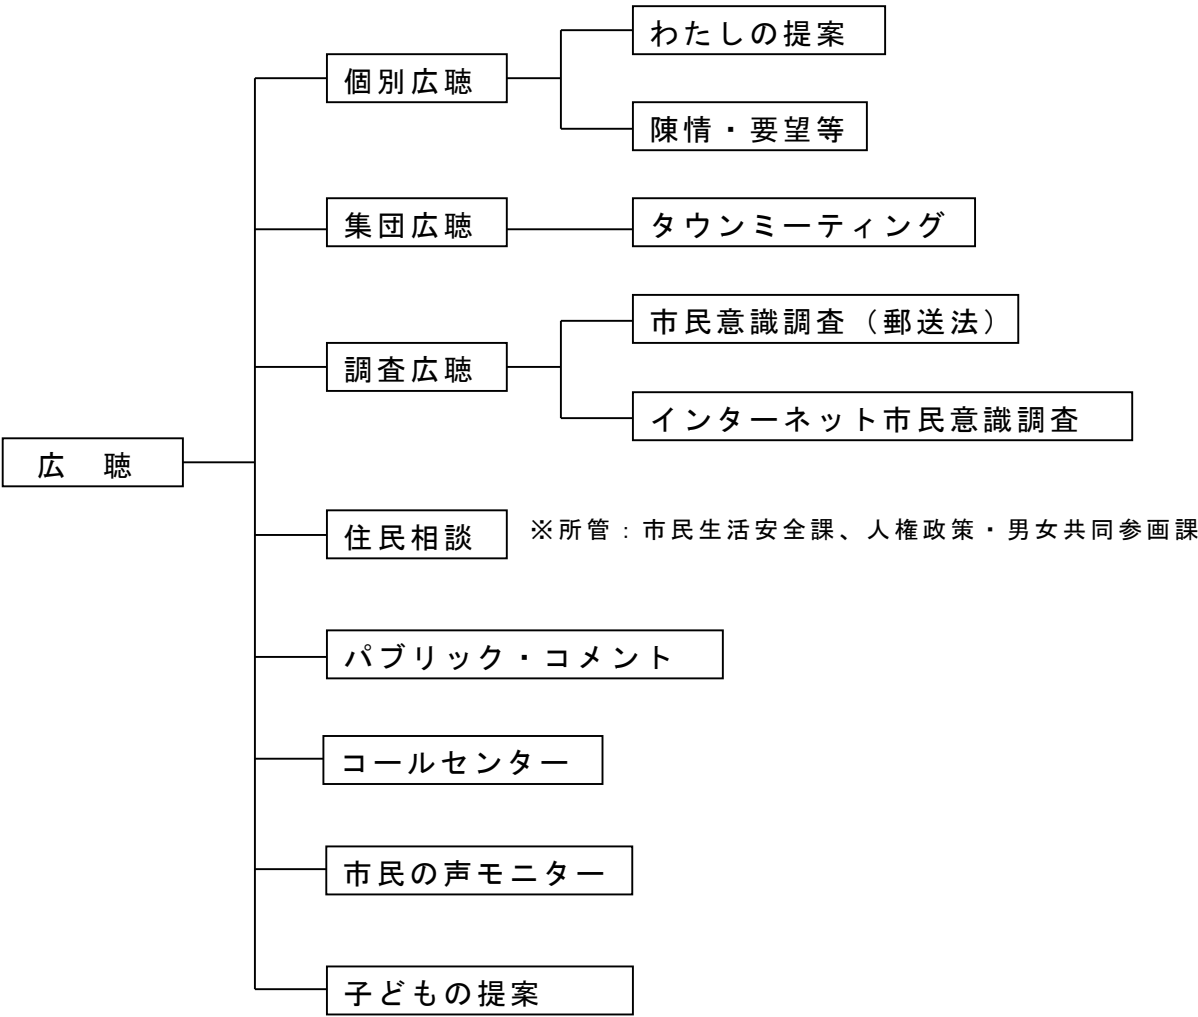 わたしの提案
個別広聴
陳情・要望等
集団広聴
タウンミーティング
市民意識調査（郵送法）
調査広聴
インターネット市民意識調査
広　聴
住民相談
※所管：市民生活安全課、人権政策・男女共同参画課
パブリック・コメント
コールセンター
市民の声モニター
子どもの提案